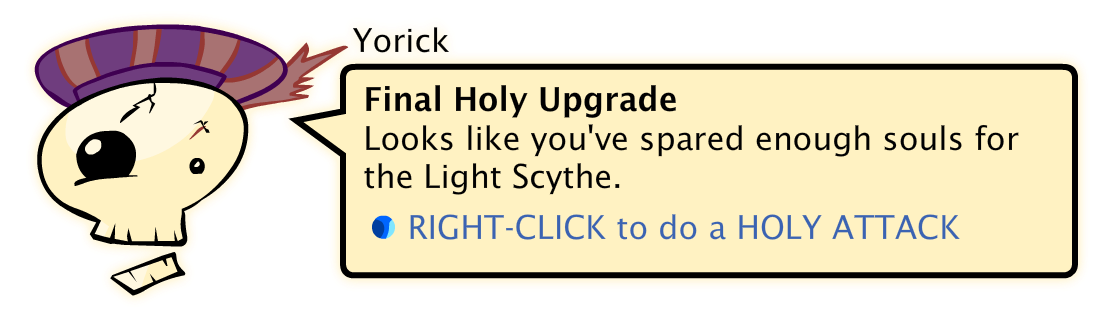 Yorick
Final Holy Upgrade
Looks like you've spared enough souls for
the Light Scythe.
RIGHT-CLICK to do a HOLY ATTACK